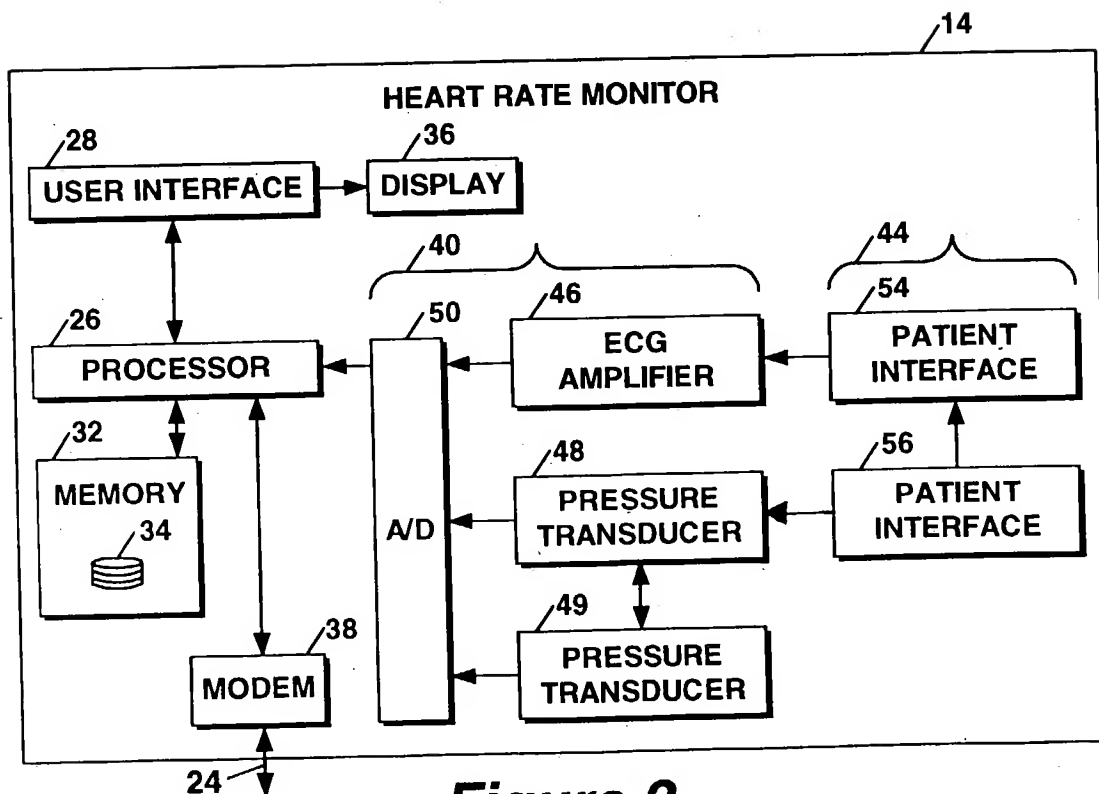 14
HEART RATE MONITOR
28
USER INTERFACE
36
DISPLAY
40
44
26
PROCESSOR
50
A/D
46
ECG
AMPLIFIER
54
PATIENT
INTERFACE
32
MEMORY
34
48
PRESSURE
TRANSDUCER
56
PATIENT
INTERFACE
49
PRESSURE
TRANSDUCER
38
MODEM
24